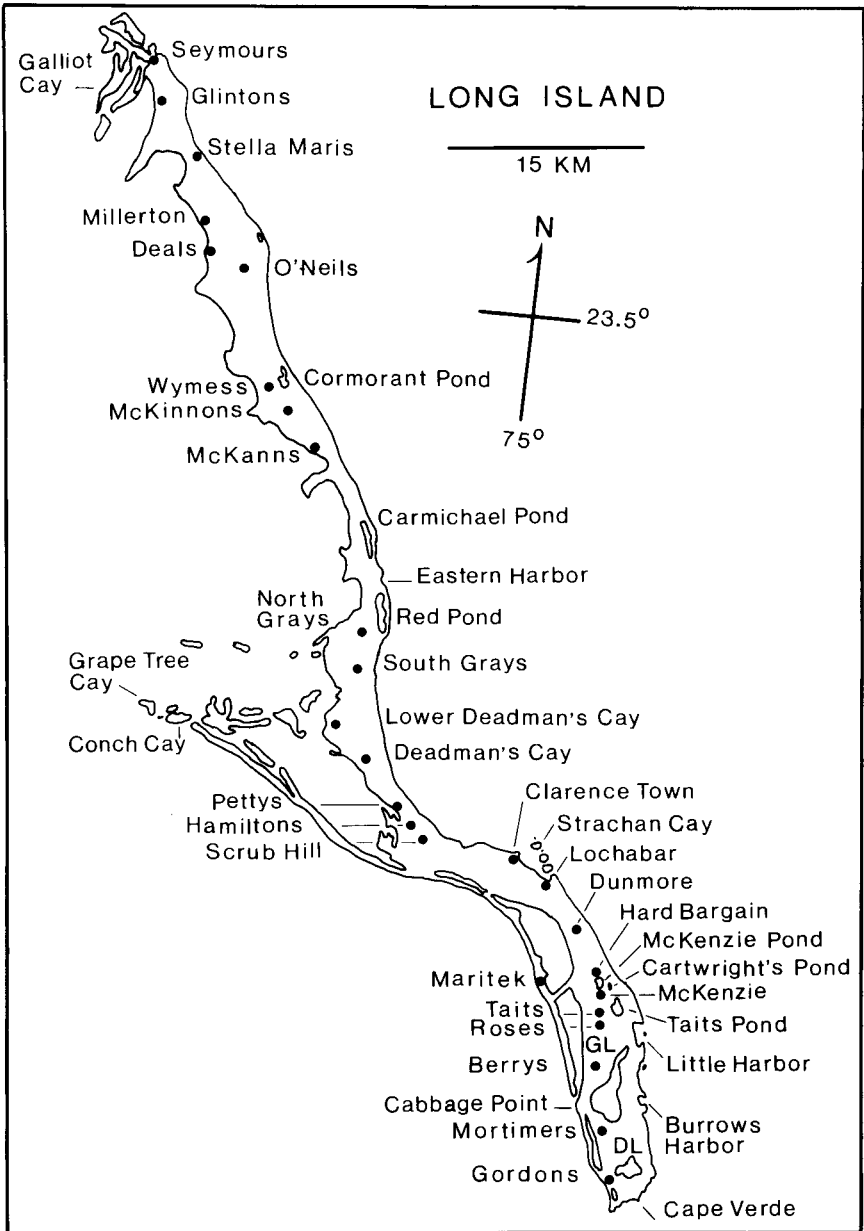 Seymours
Galliot
Cay
Glintons
LONG ISLAND
Stella Maris
15 KM
Millerton
N
Deals
O'Neils
23.5°
Wymess
Cormorant Pond
McKinnons
75°
McKanns
Carmichael Pond
Eastern Harbor
North
Grays
Red Pond
Grape Tree
Cay
South Grays
Lower Deadman's Cay
Conch Cay
Deadman's Cay
Clarence Town
Pettys
Strachan Cay
Hamiltons
Scrub Hill
Lochabar
Dunmore
Hard Bargain
McKenzie Pond
Cartwright's Pond
Maritek
McKenzie
Taits
Taits Pond
Roses
GL
Berrys
Little Harbor
Cabbage Point
Mortimers
Burrows
Harbor
DL
Gordons
Cape Verde